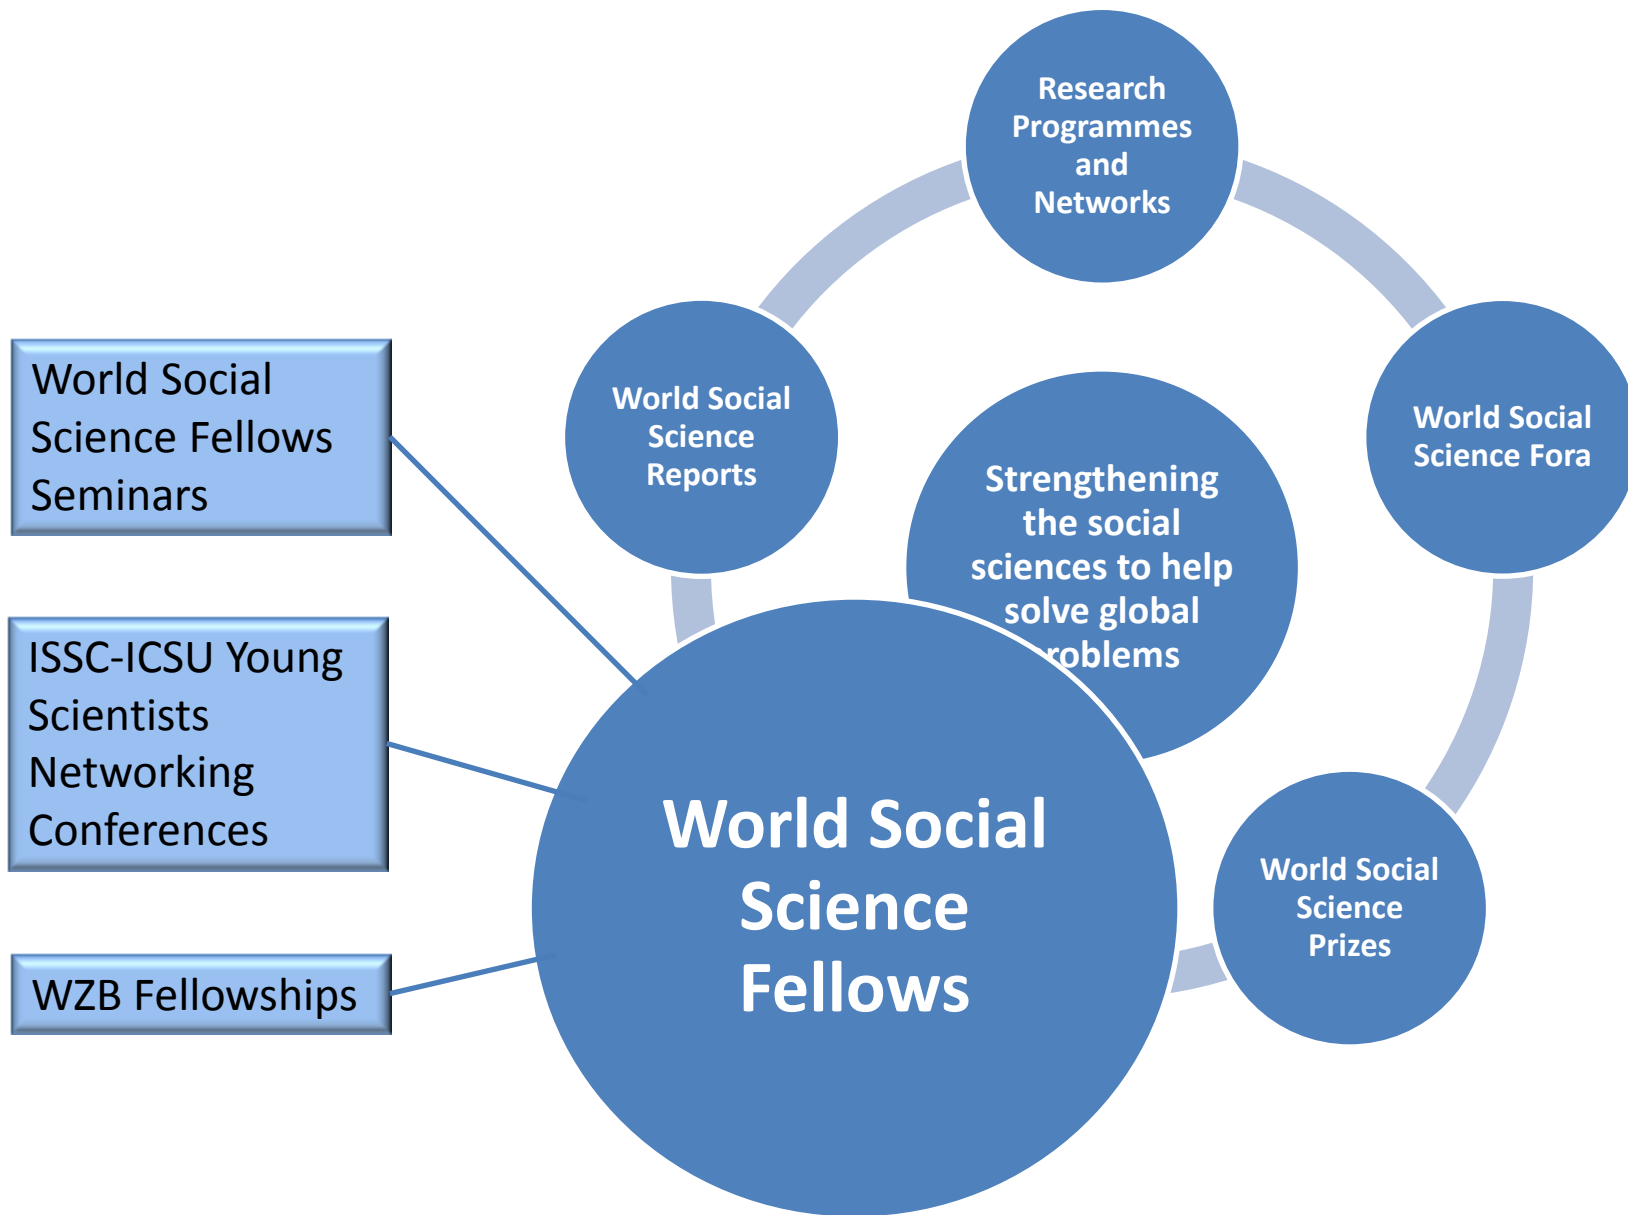 Research
Programmes
and
Networks
World Social
Science
Reports
World Social
Science Fora
Strengthening
the social
sciences to help
solve global
roblems
World Social
Science Fellows
Seminars
ISSC-ICSU Young
Scientists
Networking
Conferences
WZB Fellowships
World Social
Science
Fellows
World Social
Science
Prizes